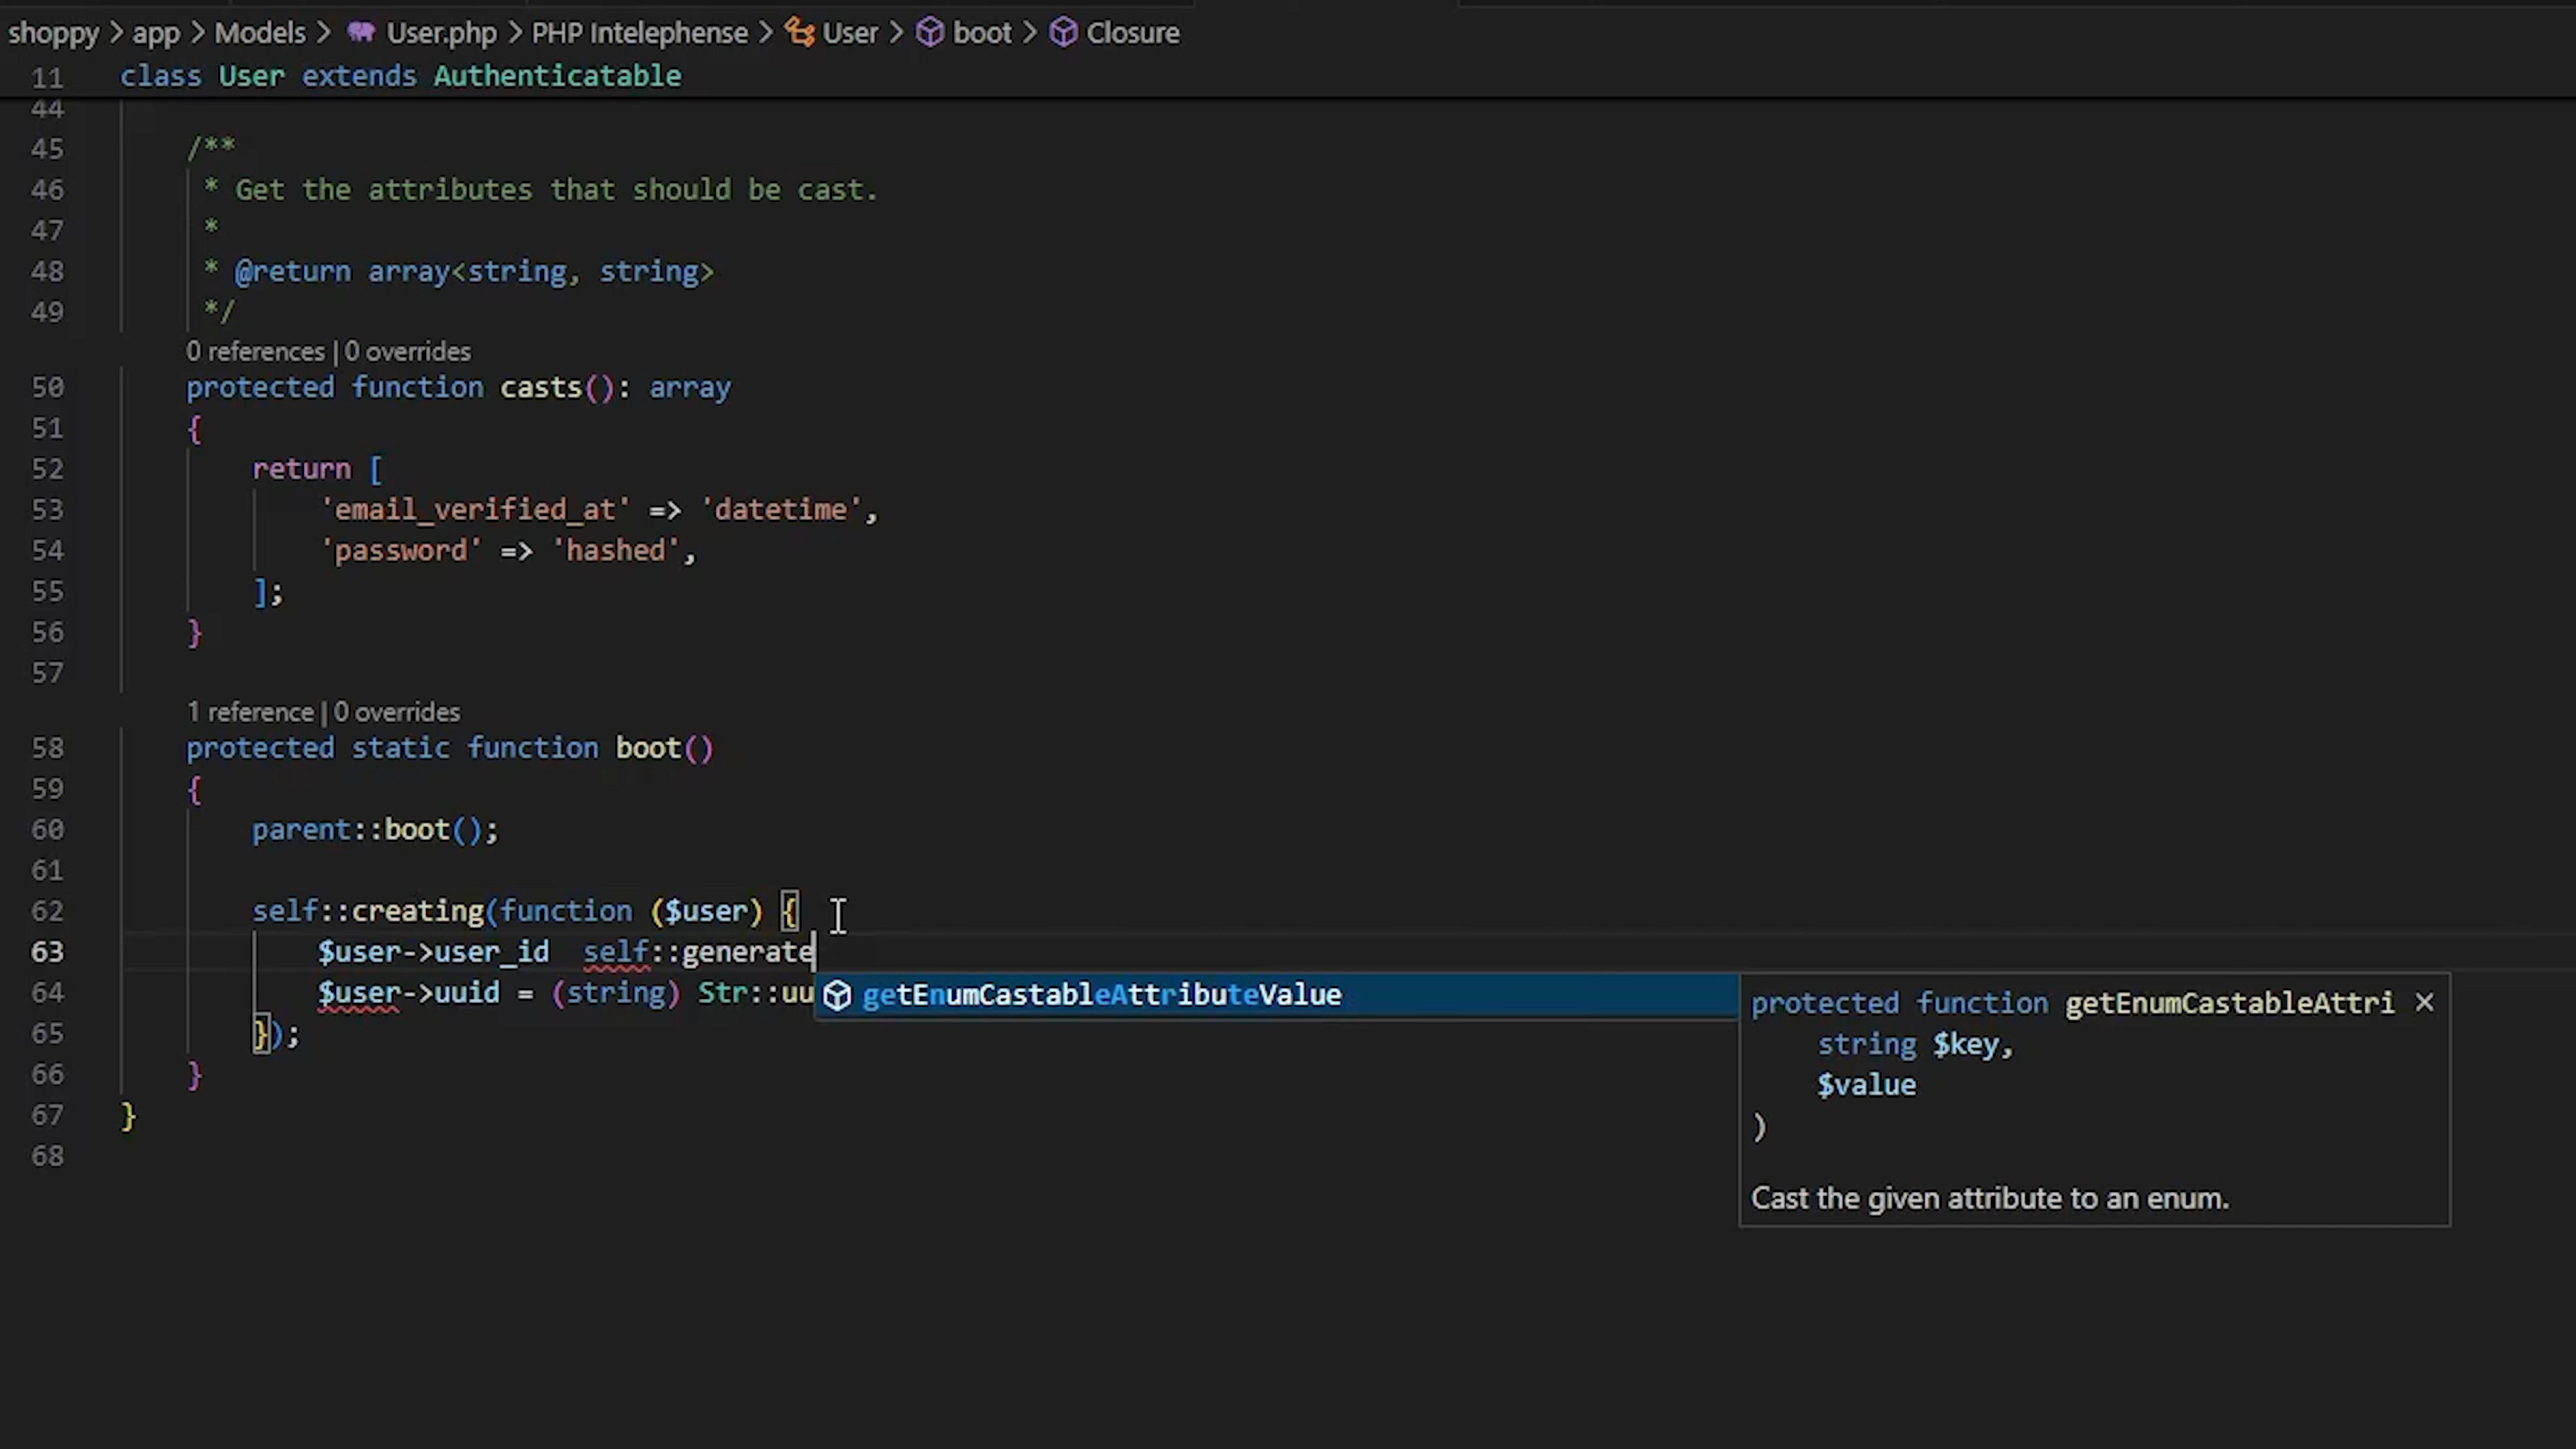 shoppy > app > Models > User.php > PHP Intelephense > User > boot > Closure
11 class User extends Authenticatable
44
45 /**
46 * Get the attributes that should be cast.
47 *
48 * @return array<string, string>
49 */
0 references | 0 overrides
50 protected function casts(): array
51 {
52 return [
53 'email_verified_at' => 'datetime',
54 'password' => 'hashed',
55 ];
56 }
57
1 reference | 0 overrides
58 protected static function boot()
59 {
60 parent::boot();
61
62 self::creating(function ($user) {
63 $user->user_id  self::generate
64 $user->uuid = (string) Str::uu
getEnumCastableAttributeValue
65 });
66 }
67 }
68
protected function getEnumCastableAttri ×
string $key,
$value
)
Cast the given attribute to an enum.